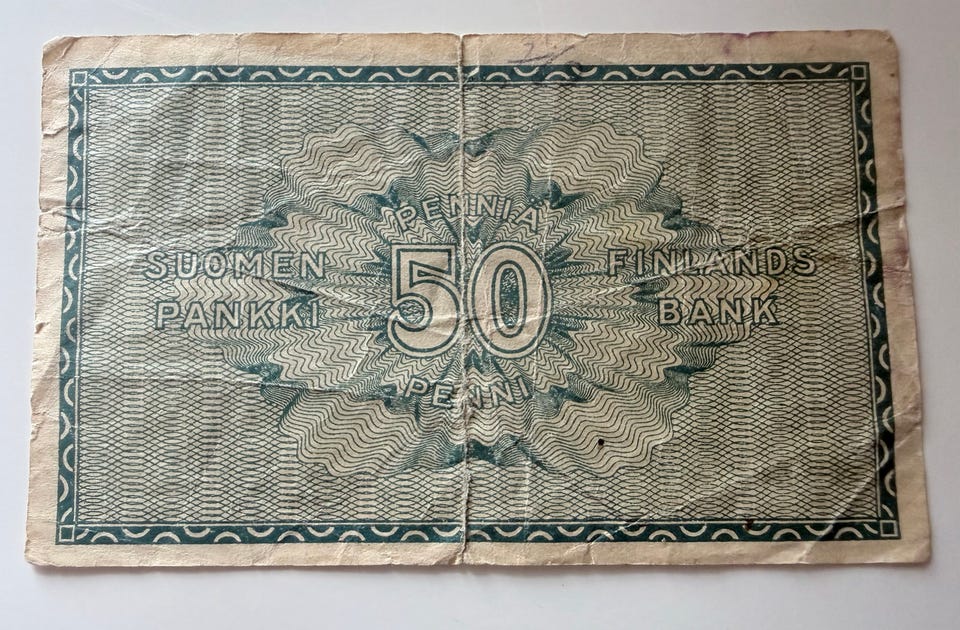 PENNIÄ
SUOMEN
PANKKI
50
FINLANDS
BANK
PENNI